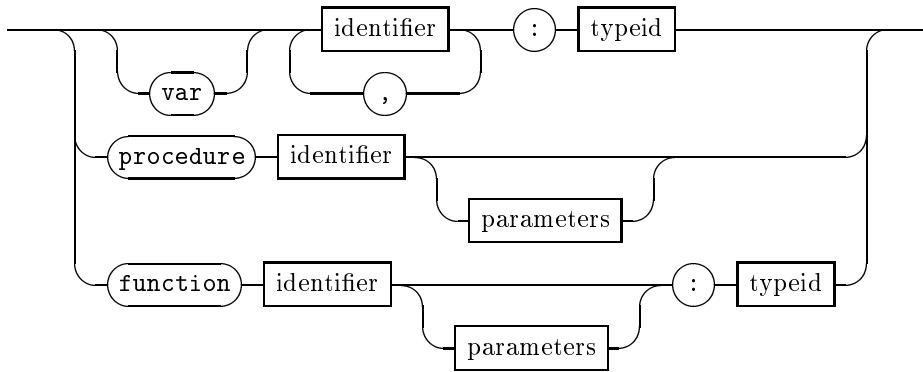 identifier : typeid
var ,
procedure identifier
parameters
function identifier : typeid
parameters